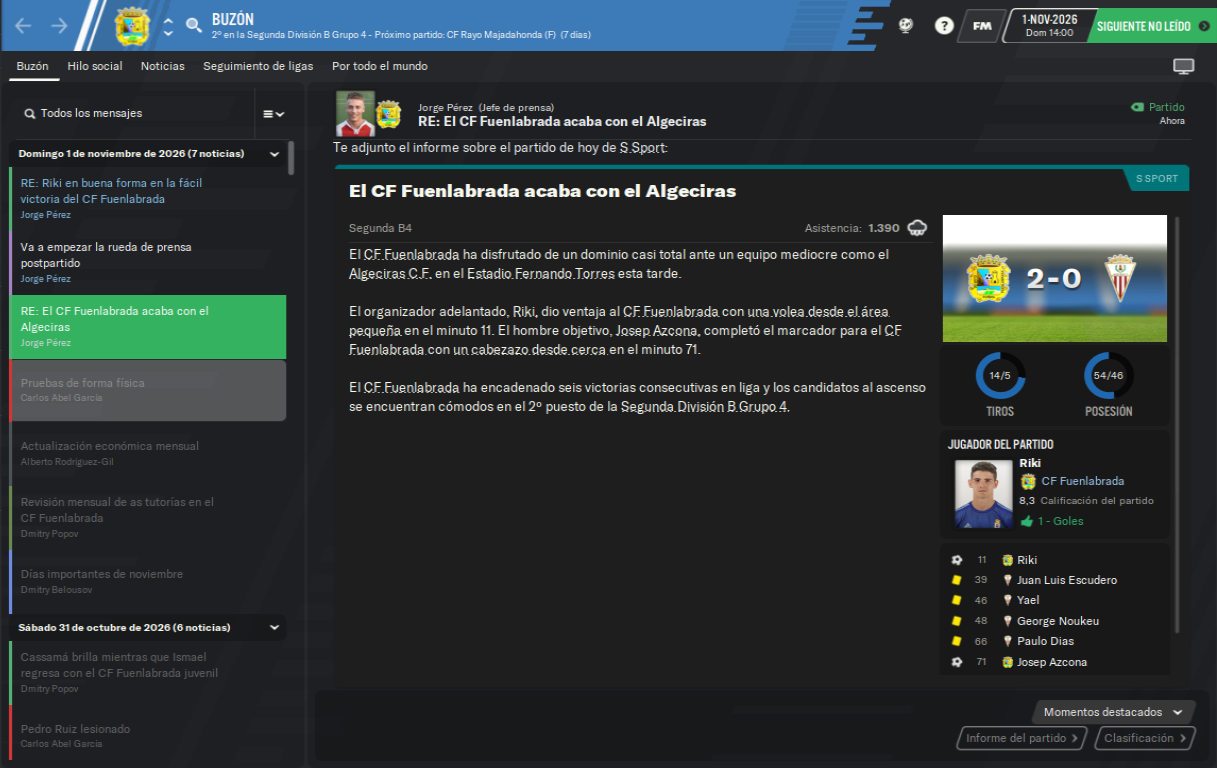 BUZÓN
2º en la Segunda División B Grupo 4 - Próximo partido: CF Rayo Majadahonda (F) (7 días)
?
FM
1-NOV-2026
Dom 14:00
SIGUIENTE NO LEÍDO
Buzón Hilo social Noticias Seguimiento de ligas Por todo el mundo
Todos los mensajes
Domingo 1 de noviembre de 2026 (7 noticias)
RE: Riki en buena forma en la fácil
victoria del CF Fuenlabrada
Jorge Pérez
Va a empezar la rueda de prensa
postpartido
Jorge Pérez
RE: El CF Fuenlabrada acaba con el
Algeciras
Jorge Pérez
Pruebas de forma física
Carlos Abel García
Actualización económica mensual
Alberto Rodríguez-Gil
Revisión mensual de as tutorías en el
CF Fuenlabrada
Dmitry Popov
Días importantes de noviembre
Dmitry Belousov
Sábado 31 de octubre de 2026 (6 noticias)
Cassamá brilla mientras que Ismael
regresa con el CF Fuenlabrada juvenil
Dmitry Popov
Pedro Ruiz lesionado
Carlos Abel García
Jorge Pérez (Jefe de prensa)
RE: El CF Fuenlabrada acaba con el Algeciras
Partido
Ahora
Te adjunto el informe sobre el partido de hoy de S Sport:
S SPORT
El CF Fuenlabrada acaba con el Algeciras
Segunda B4
Asistencia: 1.390
El CF Fuenlabrada ha disfrutado de un dominio casi total ante un equipo mediocre como el
Algeciras C.F. en el Estadio Fernando Torres esta tarde.
El organizador adelantado, Riki, dio ventaja al CF Fuenlabrada con una volea desde el área
pequeña en el minuto 11. El hombre objetivo, Josep Azcona, completó el marcador para el CF
Fuenlabrada con un cabezazo desde cerca en el minuto 71.
El CF Fuenlabrada ha encadenado seis victorias consecutivas en liga y los candidatos al ascenso
se encuentran cómodos en el 2º puesto de la Segunda División B Grupo 4.
2-0
14/5
TIROS
54/46
POSESIÓN
JUGADOR DEL PARTIDO
Riki
CF Fuenlabrada
8,3 Calificación del partido
1 - Goles
11 Riki
39 Juan Luis Escudero
46 Yael
48 George Noukeu
66 Paulo Dias
71 Josep Azcona
Momentos destacados
Informe del partido
Clasificación